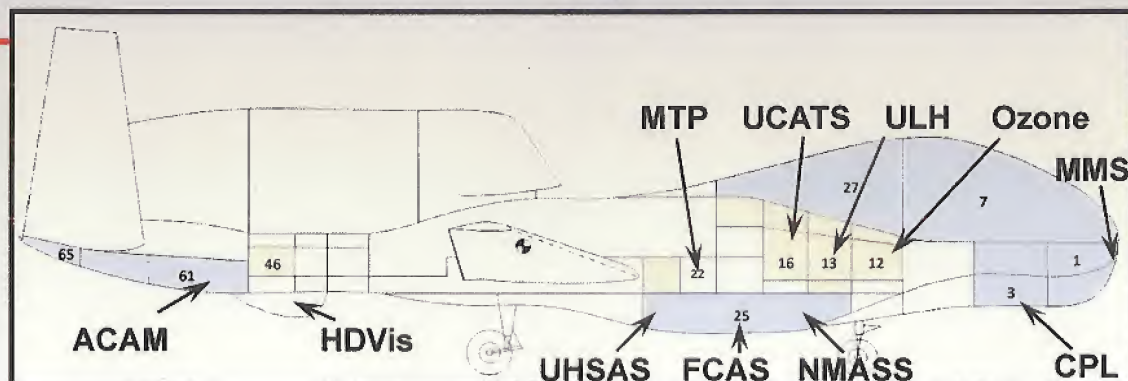 MTP UCATS ULH Ozone
MMS
27
7
65
61
46
22
16
13
12
1
3
25
ACAM
HDVis
UHSAS
FCAS
NMASS
CPL